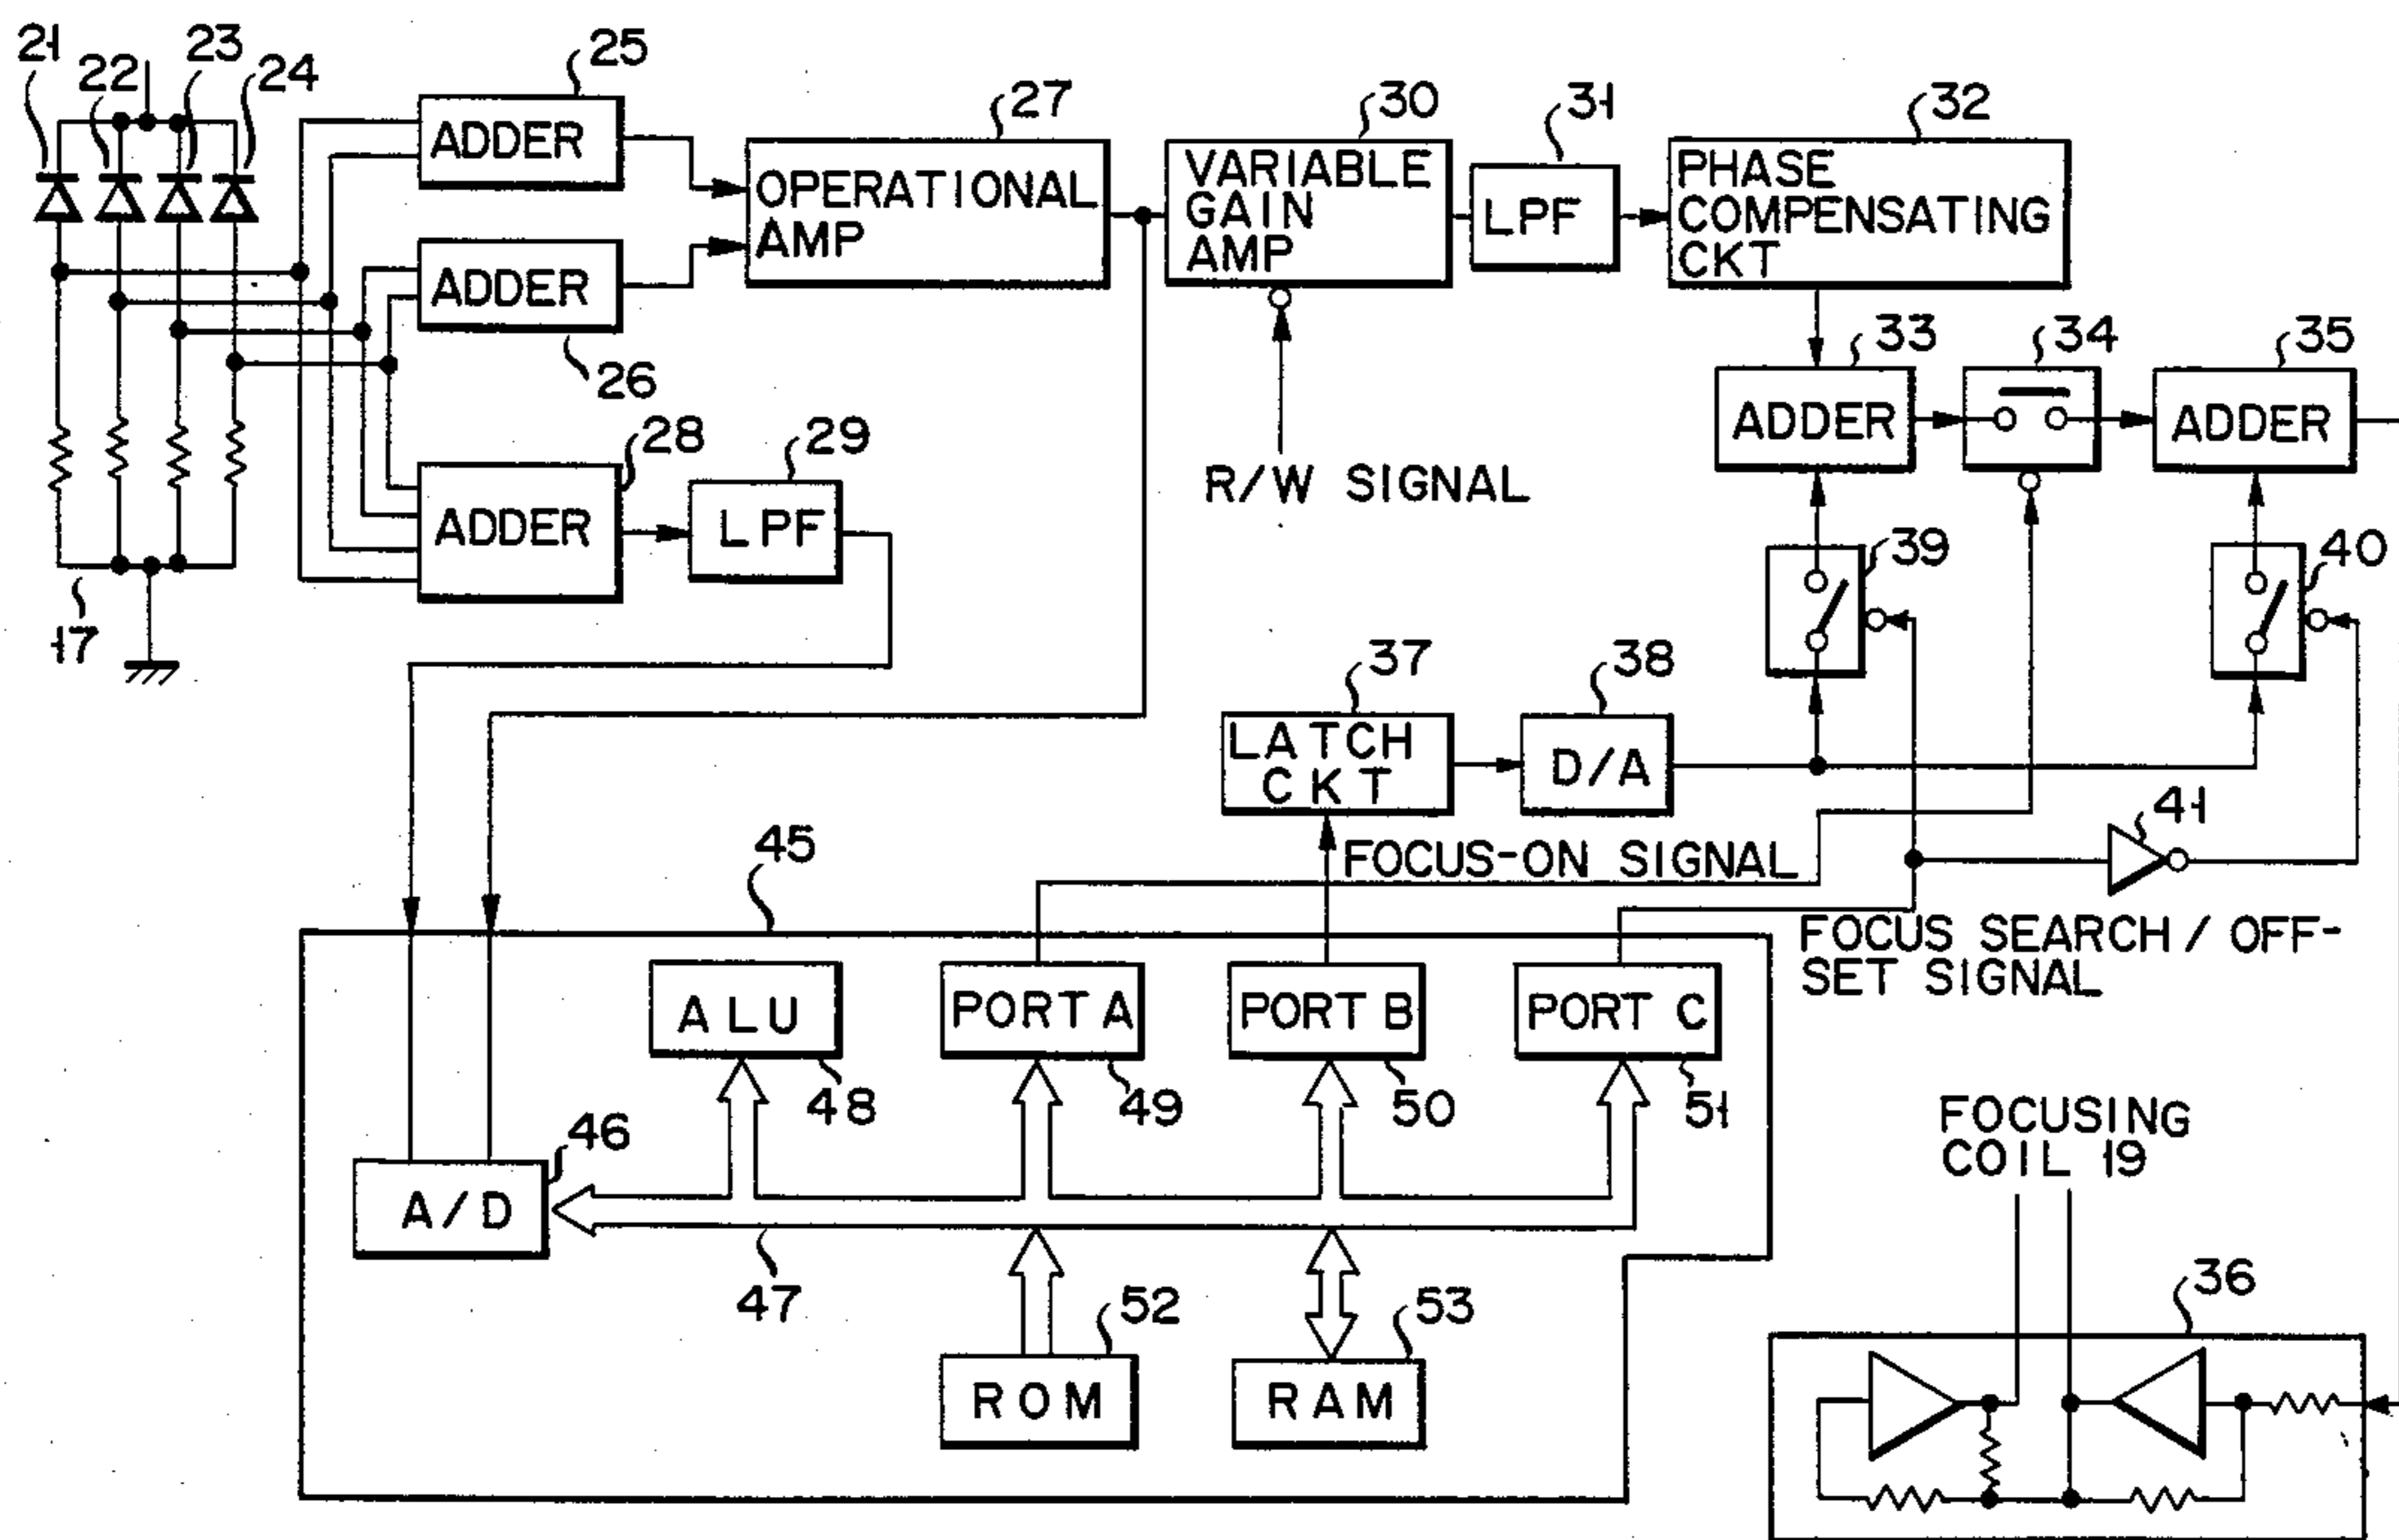 21
22
23
24
25
ADDER
27
OPERATIONAL
AMP
30
VARIABLE
GAIN
AMP
31
LPF
32
PHASE
COMPENSATING
CKT
ADDER
26
R/W SIGNAL
33
ADDER
34
35
ADDER
28
ADDER
29
LPF
17
39
40
37
LATCH
CKT
38
D/A
41
FOCUS-ON SIGNAL
FOCUS SEARCH / OFF-
SET SIGNAL
45
ALU
48
PORT A
49
PORT B
50
PORT C
51
46
A/D
47
52
ROM
53
RAM
FOCUSING
COIL 19
36